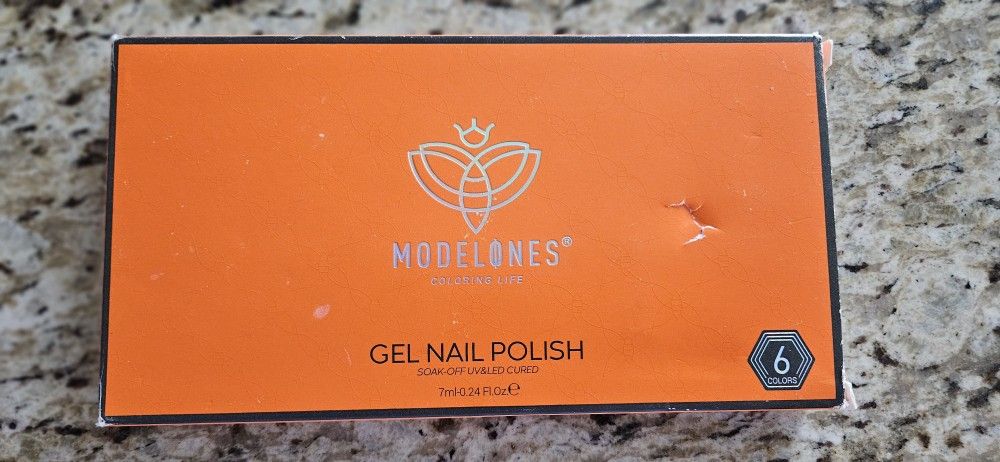 MODELONES®
COLORING LIFE
GEL NAIL POLISH
SOAK-OFF UV&LED CURED
7ml·0.24 Fl.Oz.℮
6
COLORS